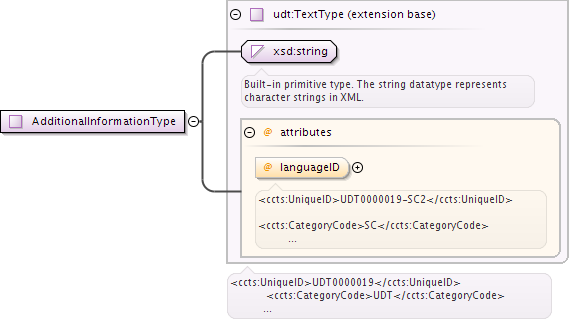 udt:TextType (extension base)
xsd:string
Built-in primitive type. The string datatype represents
character strings in XML.
AdditionalInformationType
@ attributes
@ languageID
<ccts:UniqueID>UDT0000019-SC2</ccts:UniqueID>
<ccts:CategoryCode>SC</ccts:CategoryCode>
...
<ccts:UniqueID>UDT0000019</ccts:UniqueID>
<ccts:CategoryCode>UDT</ccts:CategoryCode>
...